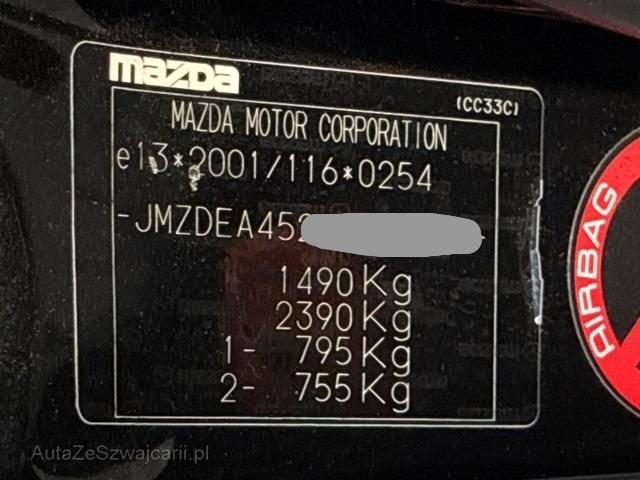 mazda
(CC33C)
MAZDA MOTOR CORPORATION
e13*2001/116*0254
-JMZDEA452
1490Kg
2390Kg
1- 795Kg
2- 755Kg
AIRBAG
AutaZeSzwajcarii.pl